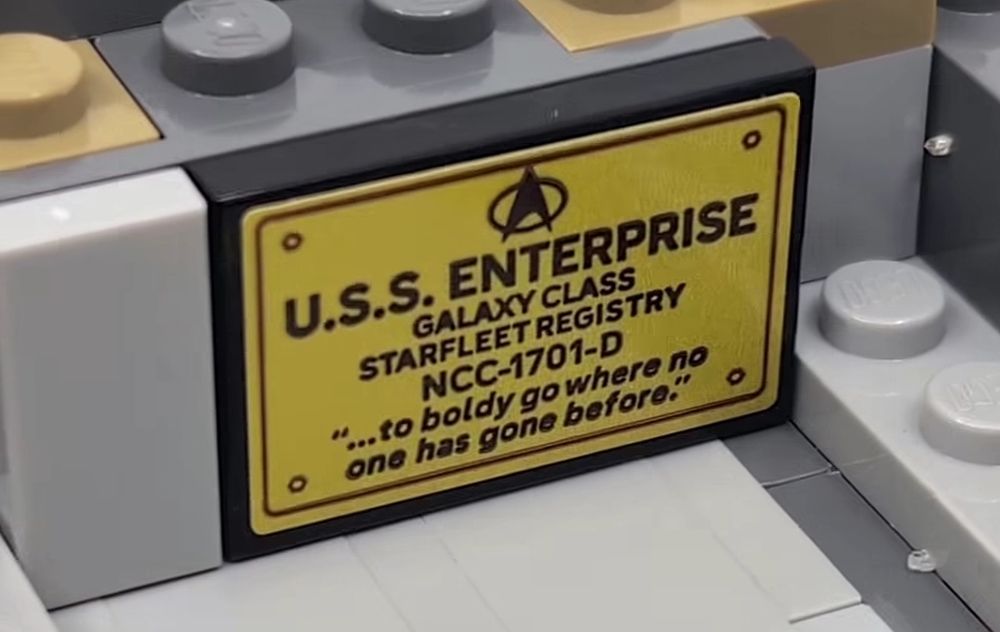 U.S.S. ENTERPRISE
GALAXY CLASS
STARFLEET REGISTRY
NCC-1701-D
“...to boldy go where no
one has gone before.”